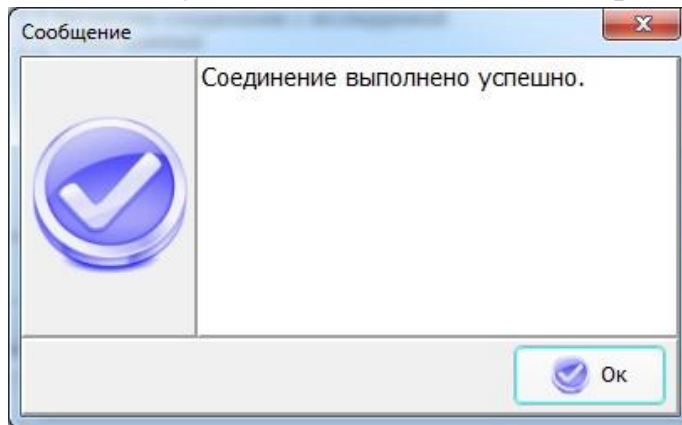 Сообщение
Соединение выполнено успешно.
Ок